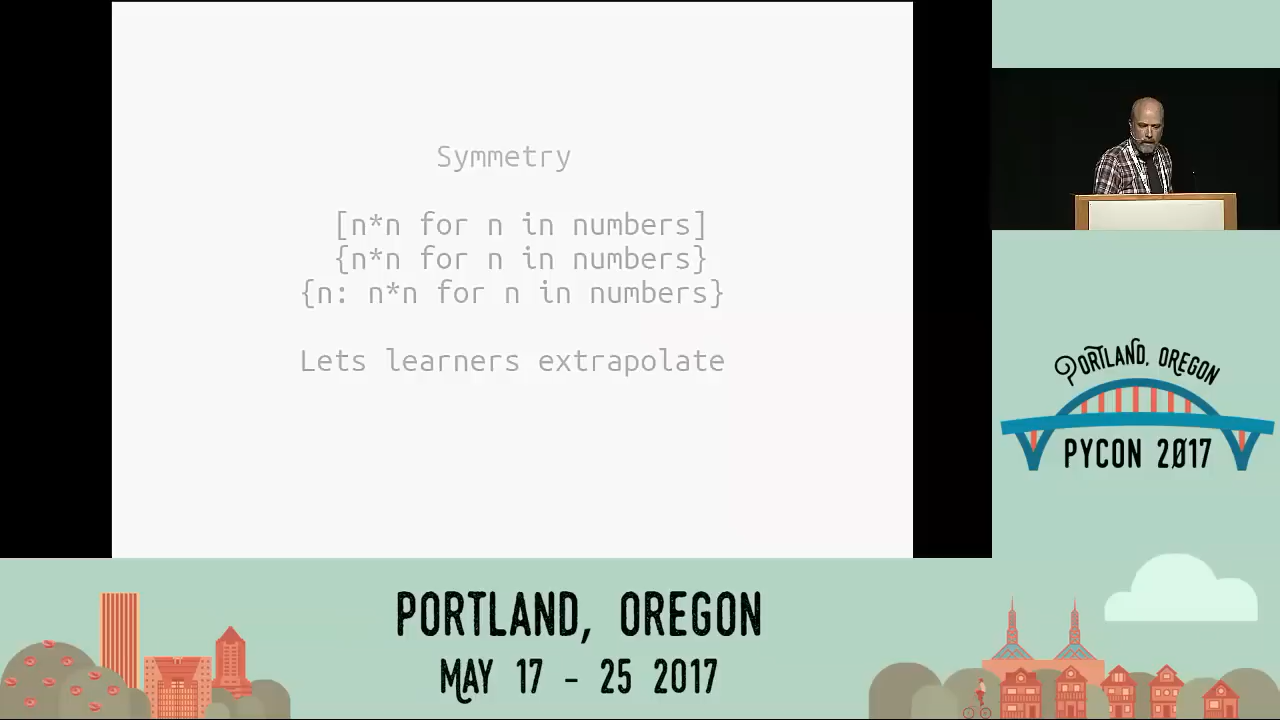 Symmetry
[n*n for n in numbers]
{n*n for n in numbers}
{n: n*n for n in numbers}
Lets learners extrapolate
PORTLAND, OREGON
PYCON 2017
PORTLAND, OREGON
MAY 17 - 25 2017